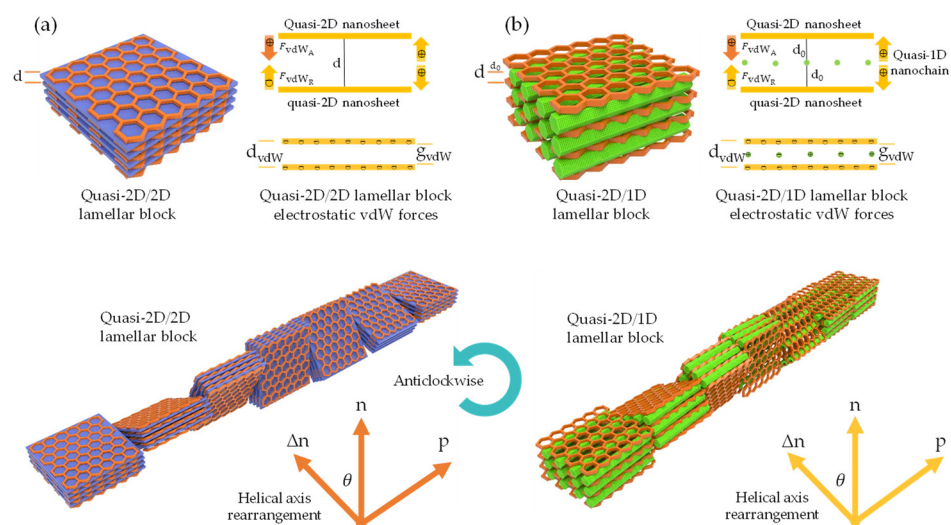 (a)
Quasi-2D nanosheet
⊕
FvdWA
d
d
FvdWR
⊖
⊕
⊕
quasi-2D nanosheet
dvdW
gvdW
Quasi-2D/2D
lamellar block
Quasi-2D/2D lamellar block
electrostatic vdW forces
(b)
Quasi-2D nanosheet
⊕
FvdWA
d0
d
d0
FvdWR
⊖
d0
⊕
⊕
Quasi-1D
nanochain
quasi-2D nanosheet
dvdW
gvdW
Quasi-2D/1D
lamellar block
Quasi-2D/1D lamellar block
electrostatic vdW forces
Quasi-2D/2D
lamellar block
Anticlockwise
n
Δn
p
θ
Helical axis
rearrangement
Quasi-2D/1D
lamellar block
n
Δn
p
θ
Helical axis
rearrangement